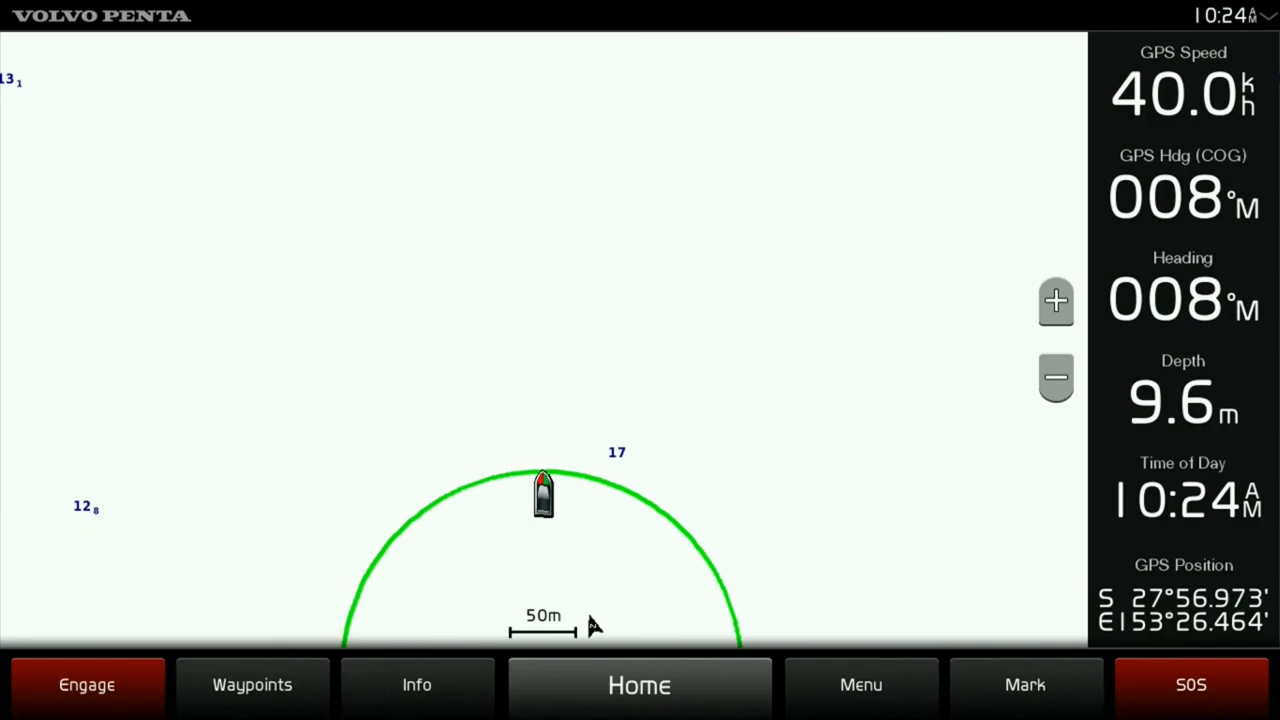 VOLVO PENTA
10:24AM
13₁
17
12₈
50m
N
GPS Speed
40.0kh
GPS Hdg (COG)
008°M
Heading
008°M
Depth
9.6m
Time of Day
10:24AM
GPS Position
S 27°56.973'
E153°26.464'
Engage
Waypoints
Info
Home
Menu
Mark
SOS